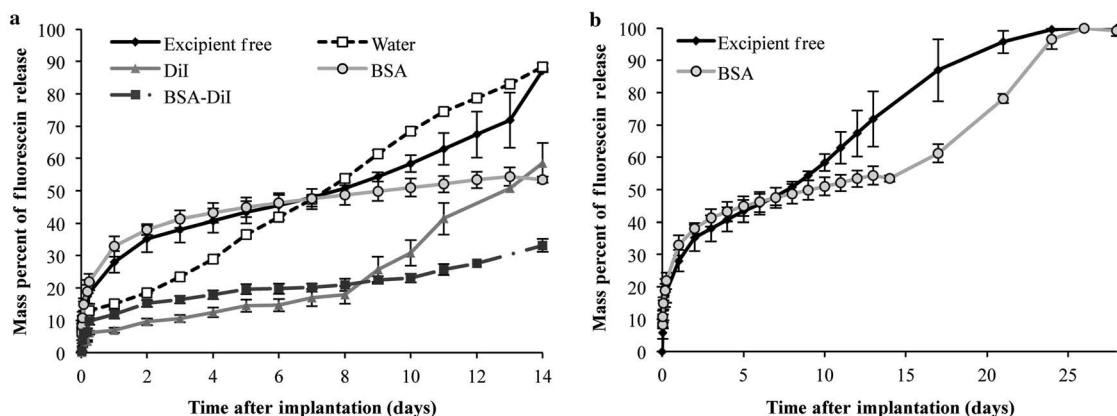 a
Mass percent of fluorescein release
100
90
80
70
60
50
40
30
20
10
0
Excipient free
Water
DiI
BSA
BSA-DiI
0 2 4 6 8 10 12 14
Time after implantation (days)
b
Mass percent of fluorescein release
100
90
80
70
60
50
40
30
20
10
0
Excipient free
BSA
0 5 10 15 20 25
Time after implantation (days)